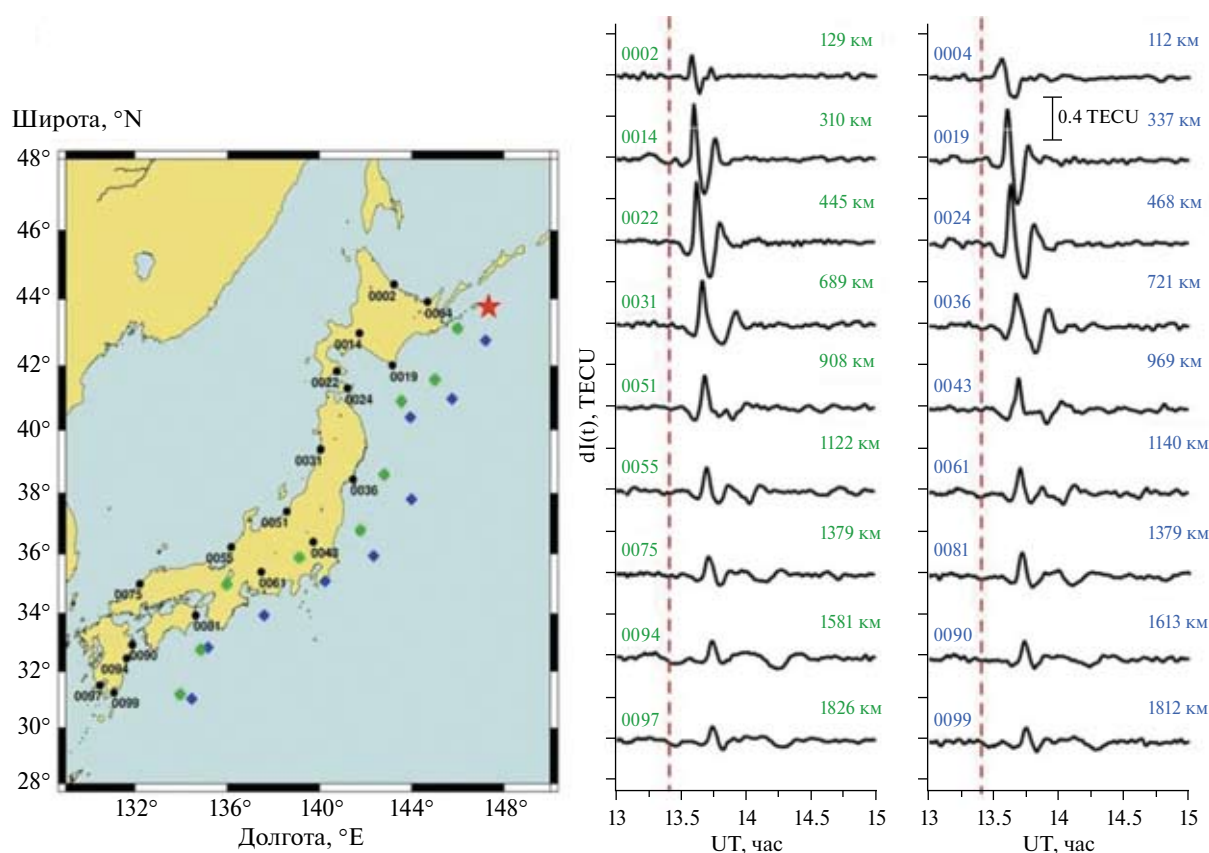 Широта, °N
48°
46°
44°
42°
40°
38°
36°
34°
32°
30°
28°
132°
136°
140°
144°
148°
Долгота, °E
0002
0064
0014
0022
0019
0024
0031
0036
0051
0048
0055
0061
0075
0081
0090
0094
0097
0099
dI(t), TECU
0002 129 км
0014 310 км
0022 445 км
0031 689 км
0051 908 км
0055 1122 км
0075 1379 км
0094 1581 км
0097 1826 км
13 13.5 14 14.5 15
UT, час
0004 112 км
0.4 TECU
0019 337 км
0024 468 км
0036 721 км
0043 969 км
0061 1140 км
0081 1379 км
0090 1613 км
0099 1812 км
13 13.5 14 14.5 15
UT, час